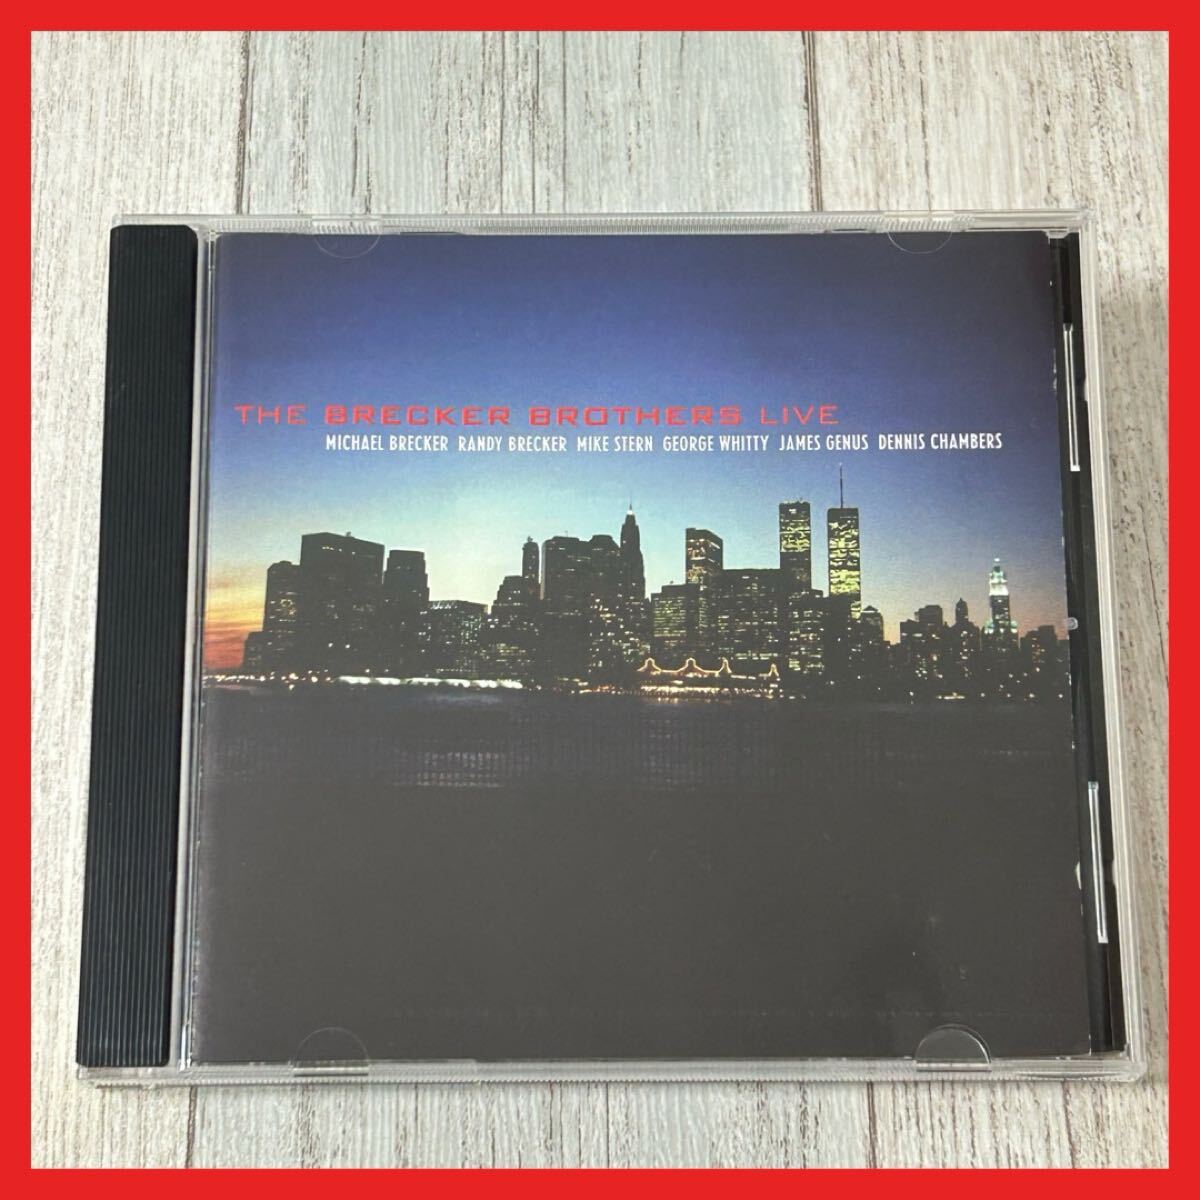 THE BRECKER BROTHERS LIVE
MICHAEL BRECKER RANDY BRECKER MIKE STERN GEORGE WHITTY JAMES GENUS DENNIS CHAMBERS